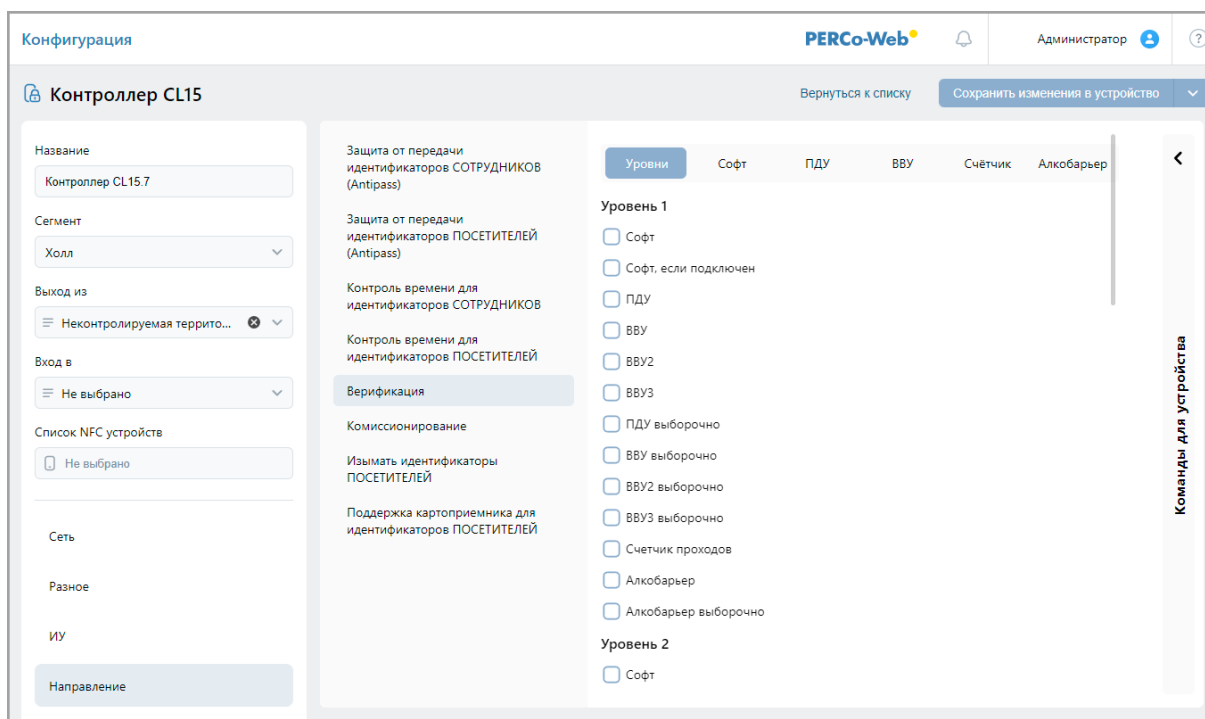 Конфигурация
PERCo-Web
Администратор
?
Контроллер CL15
Вернуться к списку
Сохранить изменения в устройство
Название
Контроллер CL15.7
Сегмент
Холл
Выход из
Неконтролируемая террито...
Вход в
Не выбрано
Список NFC устройств
Не выбрано
Сеть
Разное
ИУ
Направление
Защита от передачи
идентификаторов СОТРУДНИКОВ
(Antipass)
Защита от передачи
идентификаторов ПОСЕТИТЕЛЕЙ
(Antipass)
Контроль времени для
идентификаторов СОТРУДНИКОВ
Контроль времени для
идентификаторов ПОСЕТИТЕЛЕЙ
Верификация
Комиссионирование
Изымать идентификаторы
ПОСЕТИТЕЛЕЙ
Поддержка картоприемника для
идентификаторов ПОСЕТИТЕЛЕЙ
Уровни
Софт
ПДУ
ВВУ
Счётчик
Алкобарьер
Уровень 1
Софт
Софт, если подключен
ПДУ
ВВУ
ВВУ2
ВВУ3
ПДУ выборочно
ВВУ выборочно
ВВУ2 выборочно
ВВУ3 выборочно
Счетчик проходов
Алкобарьер
Алкобарьер выборочно
Уровень 2
Софт
Команды для устройства